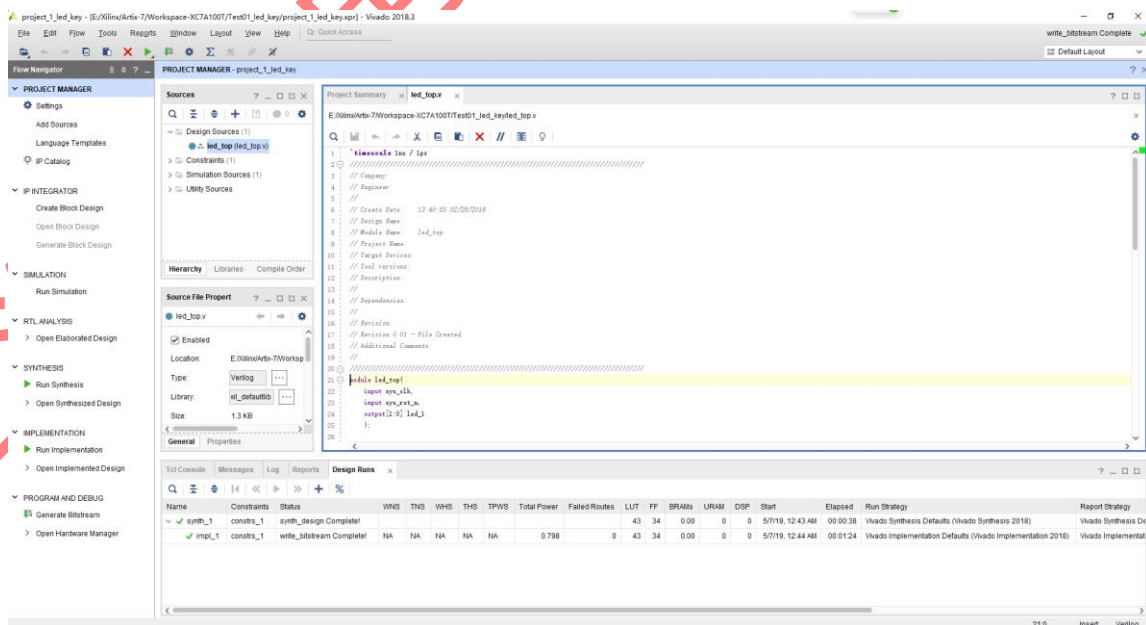 project_1_led_key - [E:/Xilinx/Artix-7/Workspace-XC7A100T/Test01_led_key/project_1_led_key.xpr] - Vivado 2018.3
File Edit Flow Tools Reports Window Layout View Help Quick Access
write_bitstream Complete
Default Layout
Flow Navigator
PROJECT MANAGER - project_1_led_key
PROJECT MANAGER
Settings
Add Sources
Language Templates
IP Catalog
IP INTEGRATOR
Create Block Design
Open Block Design
Generate Block Design
SIMULATION
Run Simulation
RTL ANALYSIS
Open Elaborated Design
SYNTHESIS
Run Synthesis
Open Synthesized Design
IMPLEMENTATION
Run Implementation
Open Implemented Design
PROGRAM AND DEBUG
Generate Bitstream
Open Hardware Manager
Sources
Design Sources (1)
led_top (led_top.v)
Constraints (1)
Simulation Sources (1)
Utility Sources
Hierarchy Libraries Compile Order
Source File Propert
led_top.v
Enabled
Location: E:/Xilinx/Artix-7/Worksp
Type: Verilog
Library: xil_defaultlib
Size: 1.3 KB
General Properties
Project Summary led_top.v
E:/Xilinx/Artix-7/Workspace-XC7A100T/Test01_led_key/led_top.v
1 `timescale 1ns / 1ps
2
3 // Company:
4 // Engineer:
5 //
6 // Create Date: 13:40:55 02/28/2016
7 // Design Name:
8 // Module Name: led_top
9 // Project Name:
10 // Target Devices:
11 // Tool versions:
12 // Description:
13 //
14 // Dependencies:
15 //
16 // Revision:
17 // Revision 0.01 - File Created
18 // Additional Comments:
19 //
20
21 module led_top(
22 input sys_clk,
23 input sys_rst_n,
24 output[1:0] led_1
25 );
26
Tcl Console Messages Log Reports Design Runs
Name Constraints Status WNS TNS WHS THS TPWS Total Power Failed Routes LUT FF BRAMs URAM DSP Start Elapsed Run Strategy Report Strategy
synth_1 constrs_1 synth_design Complete! 43 34 0.00 0 0 5/7/19, 12:43 AM 00:00:38 Vivado Synthesis Defaults (Vivado Synthesis 2018) Vivado Synthesis De
impl_1 constrs_1 write_bitstream Complete! NA NA NA NA NA 0.798 0 43 34 0.00 0 0 5/7/19, 12:44 AM 00:01:24 Vivado Implementation Defaults (Vivado Implementation 2018) Vivado Implementat
21:0 Insert Verilog